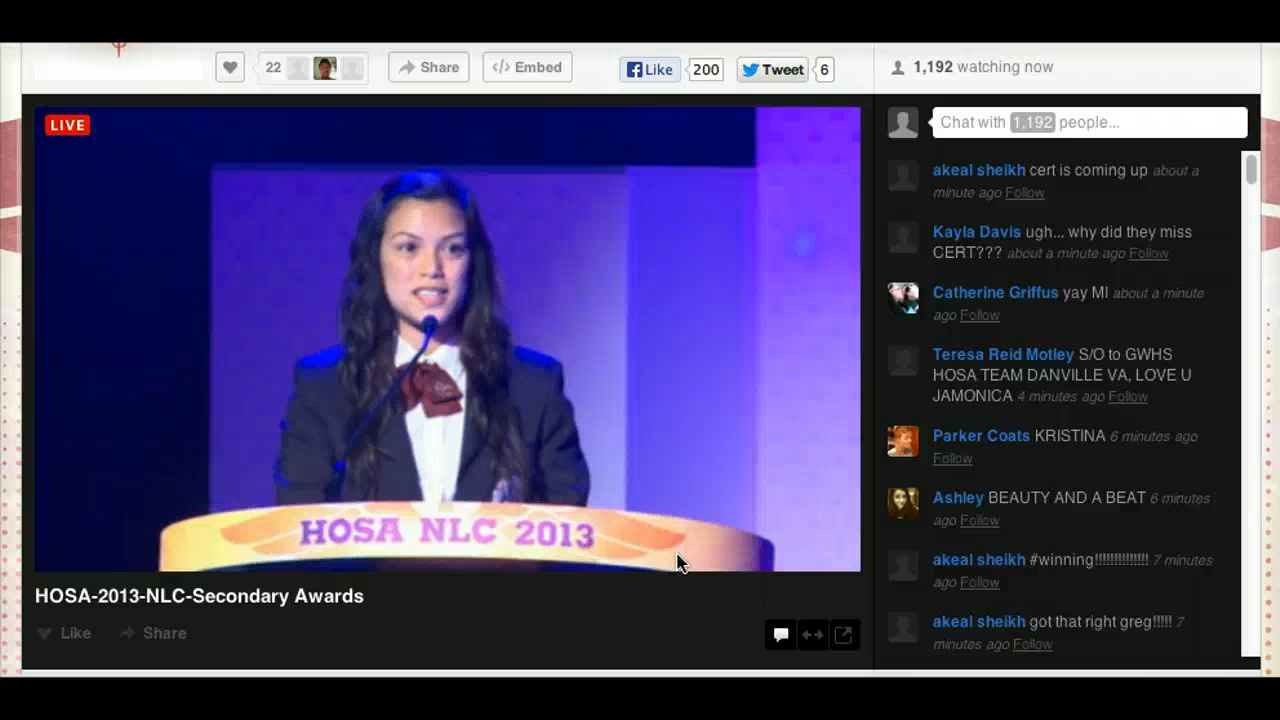 22
Share
</> Embed
Like
200
Tweet
6
1,192 watching now
LIVE
HOSA NLC 2013
HOSA-2013-NLC-Secondary Awards
Like
Share
Chat with 1,192 people...
akeal sheikh cert is coming up about a
minute ago Follow
Kayla Davis ugh... why did they miss
CERT??? about a minute ago Follow
Catherine Griffus yay MI about a minute
ago Follow
Teresa Reid Motley S/O to GWHS
HOSA TEAM DANVILLE VA, LOVE U
JAMONICA 4 minutes ago Follow
Parker Coats KRISTINA 6 minutes ago
Follow
Ashley BEAUTY AND A BEAT 6 minutes
ago Follow
akeal sheikh #winning!!!!!!!!!!!!!! 7 minutes
ago Follow
akeal sheikh got that right greg!!!!! 7
minutes ago Follow